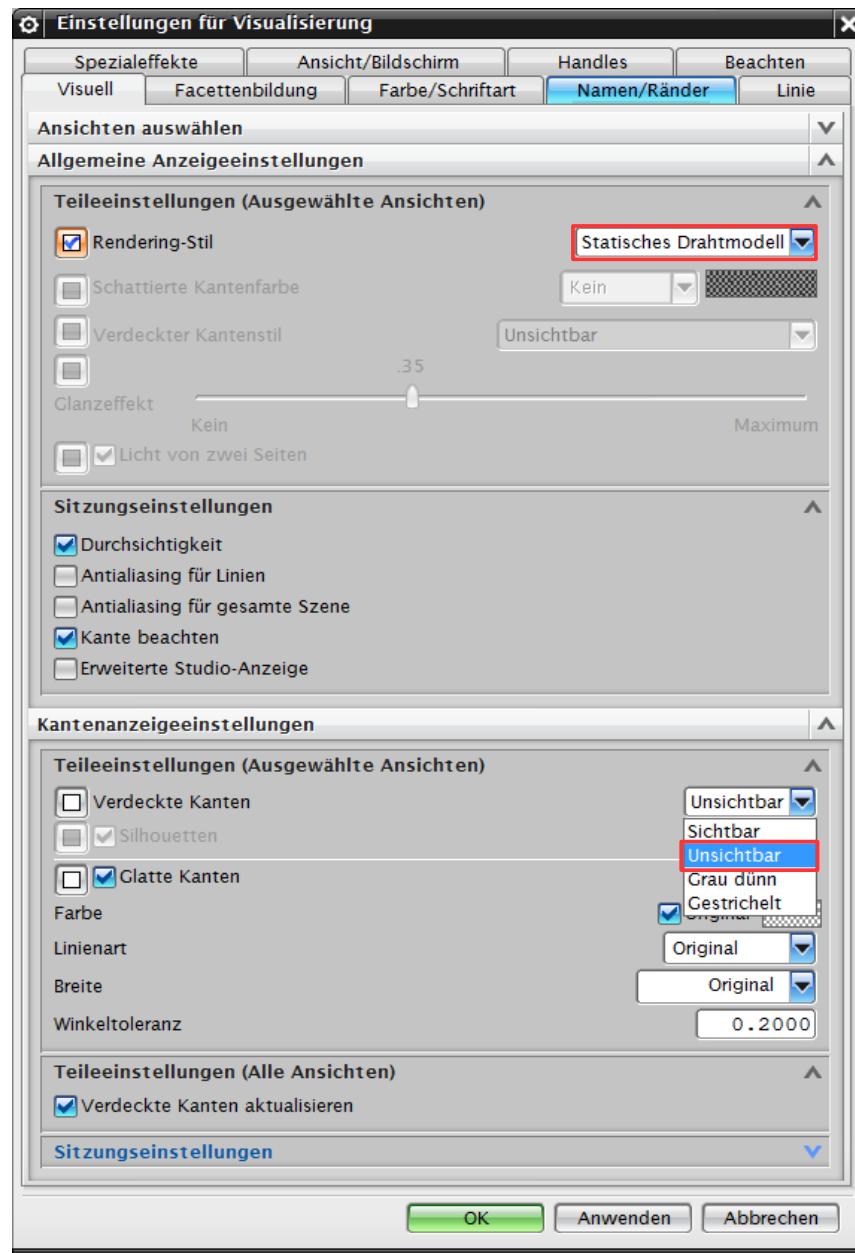 Einstellungen für Visualisierung
Spezialeffekte Ansicht/Bildschirm Handles Beachten
Visuell Facettenbildung Farbe/Schriftart Namen/Ränder Linie
Ansichten auswählen
Allgemeine Anzeigeeinstellungen
Teileeinstellungen (Ausgewählte Ansichten)
Rendering-Stil Statisches Drahtmodell
Schattierte Kantenfarbe Kein
Verdeckter Kantenstil Unsichtbar
.35
Glanzeffekt
Kein Maximum
Licht von zwei Seiten
Sitzungseinstellungen
Durchsichtigkeit
Antialiasing für Linien
Antialiasing für gesamte Szene
Kante beachten
Erweiterte Studio-Anzeige
Kantenanzeigeeinstellungen
Teileeinstellungen (Ausgewählte Ansichten)
Verdeckte Kanten Unsichtbar
Sichtbar
Silhouetten
Unsichtbar
Glatte Kanten Grau dünn
Gestrichelt
Farbe Original
Linienart Original
Breite Original
Winkeltoleranz 0.2000
Teileeinstellungen (Alle Ansichten)
Verdeckte Kanten aktualisieren
Sitzungseinstellungen
OK Anwenden Abbrechen